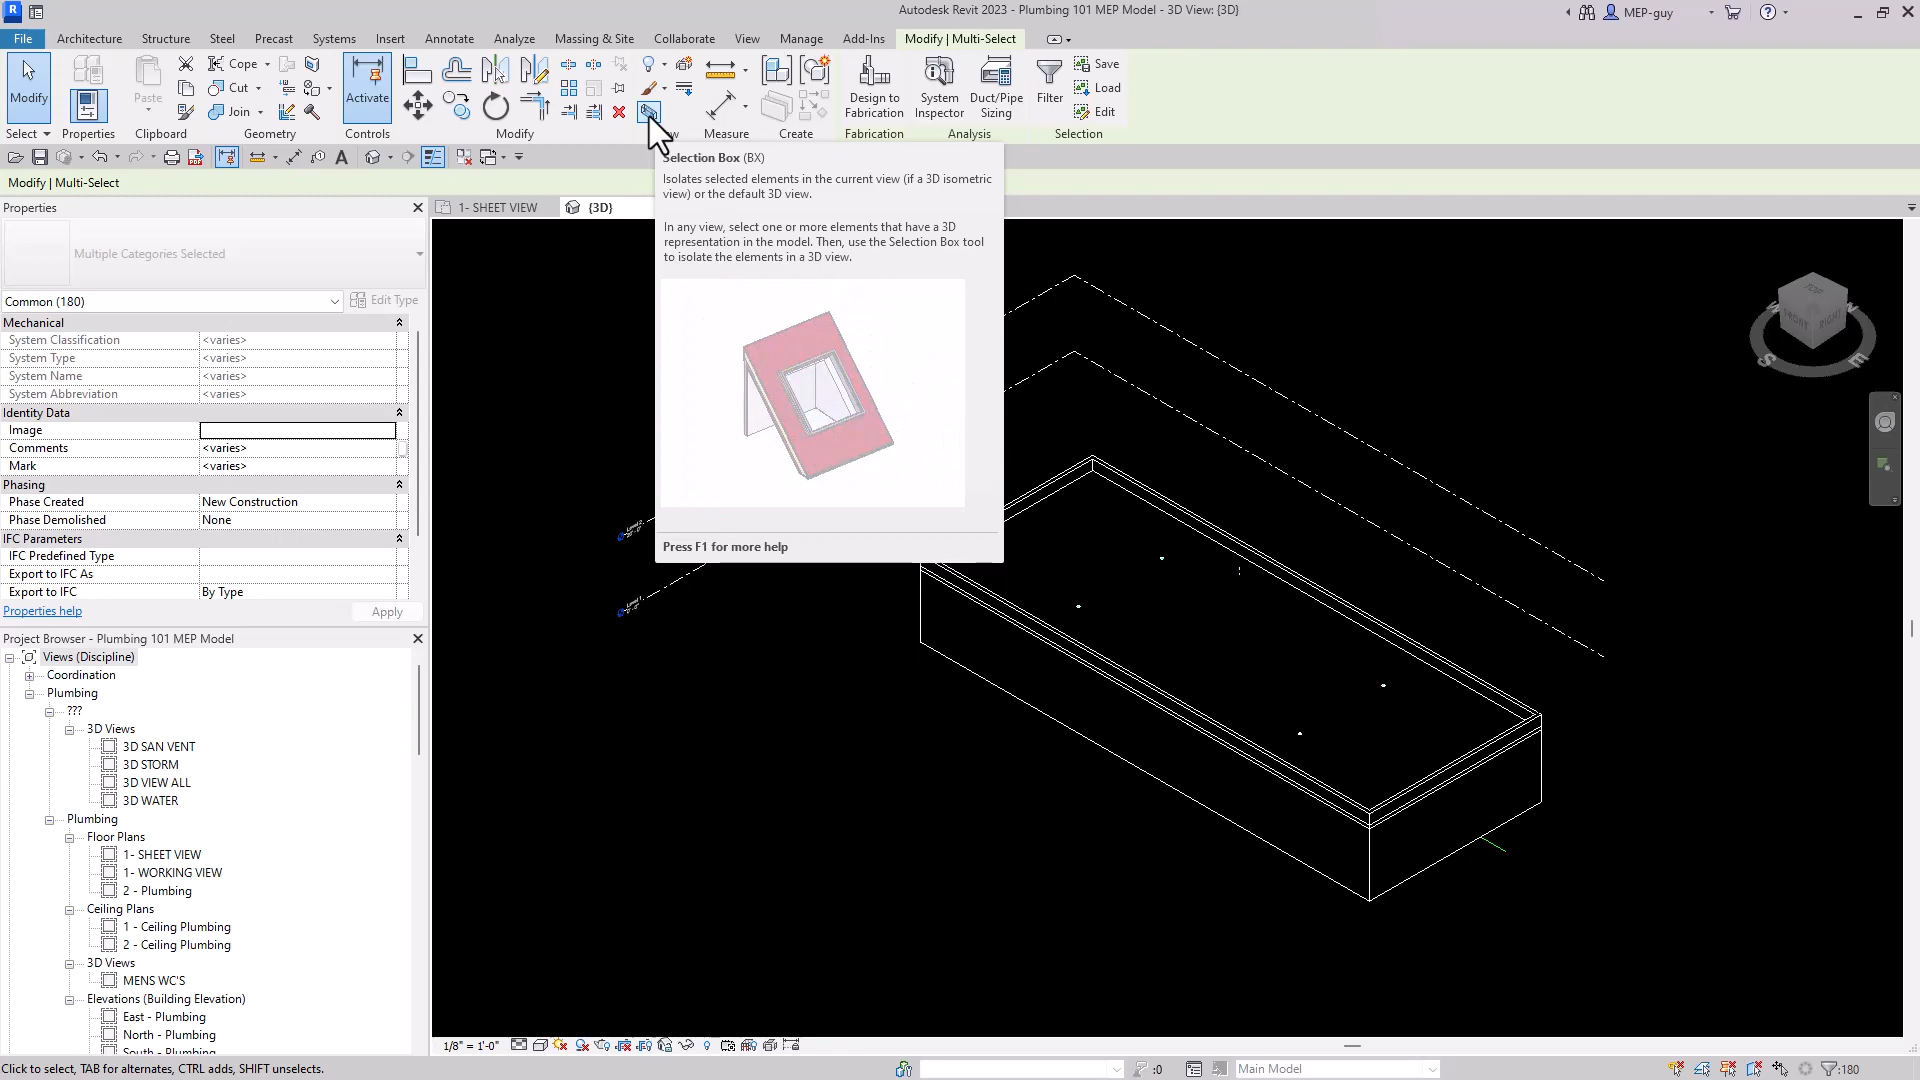 Autodesk Revit 2023 - Plumbing 101 MEP Model - 3D View: {3D}
MEP-guy
File Architecture Structure Steel Precast Systems Insert Annotate Analyze Massing & Site Collaborate View Manage Add-Ins Modify | Multi-Select
Modify
Paste
Cope
Cut
Join
Activate
Design to Fabrication
System Inspector
Duct/Pipe Sizing
Filter
Save
Load
Edit
Select Properties Clipboard Geometry Controls Modify Measure Create Fabrication Analysis Selection
Modify | Multi-Select
Properties
Multiple Categories Selected
Common (180)
Edit Type
Mechanical
System Classification <varies>
System Type <varies>
System Name <varies>
System Abbreviation <varies>
Identity Data
Image
Comments <varies>
Mark <varies>
Phasing
Phase Created New Construction
Phase Demolished None
IFC Parameters
IFC Predefined Type
Export to IFC As
Export to IFC By Type
Properties help
Apply
Project Browser - Plumbing 101 MEP Model
Views (Discipline)
Coordination
Plumbing
???
3D Views
3D SAN VENT
3D STORM
3D VIEW ALL
3D WATER
Plumbing
Floor Plans
1- SHEET VIEW
1- WORKING VIEW
2 - Plumbing
Ceiling Plans
1 - Ceiling Plumbing
2 - Ceiling Plumbing
3D Views
MENS WC'S
Elevations (Building Elevation)
East - Plumbing
North - Plumbing
South - Plumbing
1- SHEET VIEW
{3D}
Selection Box (BX)
Isolates selected elements in the current view (if a 3D isometric
view) or the default 3D view.
In any view, select one or more elements that have a 3D
representation in the model. Then, use the Selection Box tool
to isolate the elements in a 3D view.
Press F1 for more help
Level 2
Level 1
TOP
FRONT
RIGHT
W N S E
1/8" = 1'-0"
Click to select, TAB for alternates, CTRL adds, SHIFT unselects.
:0
Main Model
:180